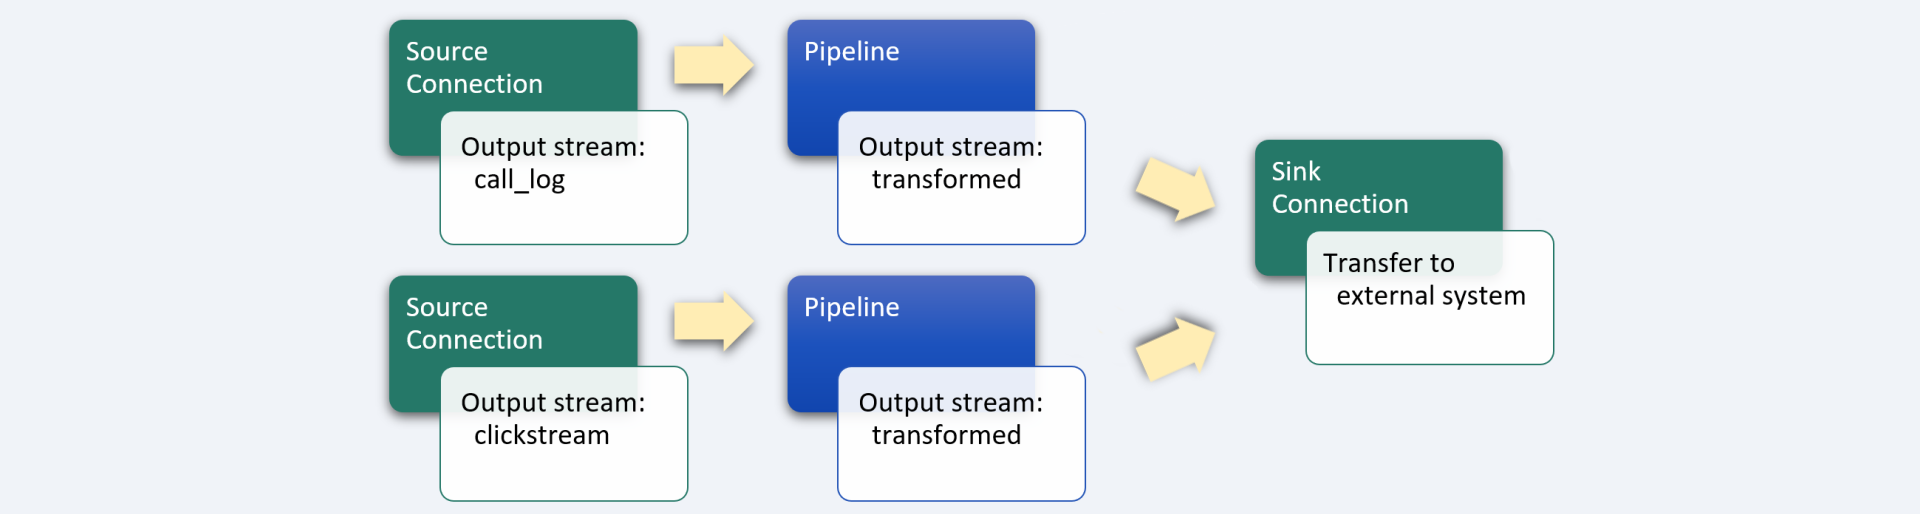 Source
Connection
Output stream:
call_log
Pipeline
Output stream:
transformed
Source
Connection
Output stream:
clickstream
Pipeline
Output stream:
transformed
Sink
Connection
Transfer to
external system